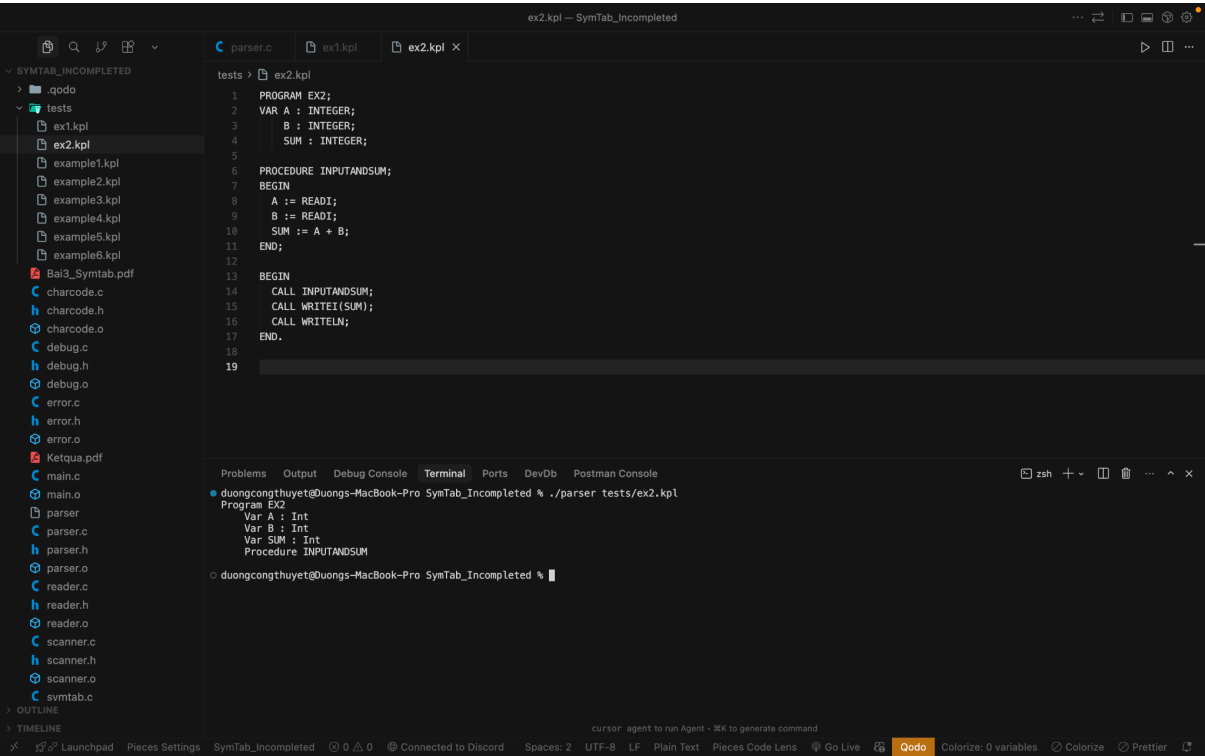 ex2.kpl — SymTab_Incompleted
parser.c ex1.kpl ex2.kpl
SYMTAB_INCOMPLETED
.qodo
tests
ex1.kpl
ex2.kpl
example1.kpl
example2.kpl
example3.kpl
example4.kpl
example5.kpl
example6.kpl
Bai3_Symtab.pdf
charcode.c
charcode.h
charcode.o
debug.c
debug.h
debug.o
error.c
error.h
error.o
Ketqua.pdf
main.c
main.o
parser
parser.c
parser.h
parser.o
reader.c
reader.h
reader.o
scanner.c
scanner.h
scanner.o
symtab.c
OUTLINE
TIMELINE
tests > ex2.kpl
1 PROGRAM EX2;
2 VAR A : INTEGER;
3 B : INTEGER;
4 SUM : INTEGER;
5
6 PROCEDURE INPUTANDSUM;
7 BEGIN
8 A := READI;
9 B := READI;
10 SUM := A + B;
11 END;
12
13 BEGIN
14 CALL INPUTANDSUM;
15 CALL WRITEI(SUM);
16 CALL WRITELN;
17 END.
18
19
Problems Output Debug Console Terminal Ports DevDb Postman Console zsh
duongcongthuyet@Duongs-MacBook-Pro SymTab_Incompleted % ./parser tests/ex2.kpl
Program EX2
Var A : Int
Var B : Int
Var SUM : Int
Procedure INPUTANDSUM
duongcongthuyet@Duongs-MacBook-Pro SymTab_Incompleted %
cursor agent to run Agent · ⌘K to generate command
Launchpad Pieces Settings SymTab_Incompleted 0 0 Connected to Discord Spaces: 2 UTF-8 LF Plain Text Pieces Code Lens Go Live Qodo Colorize: 0 variables Colorize Prettier